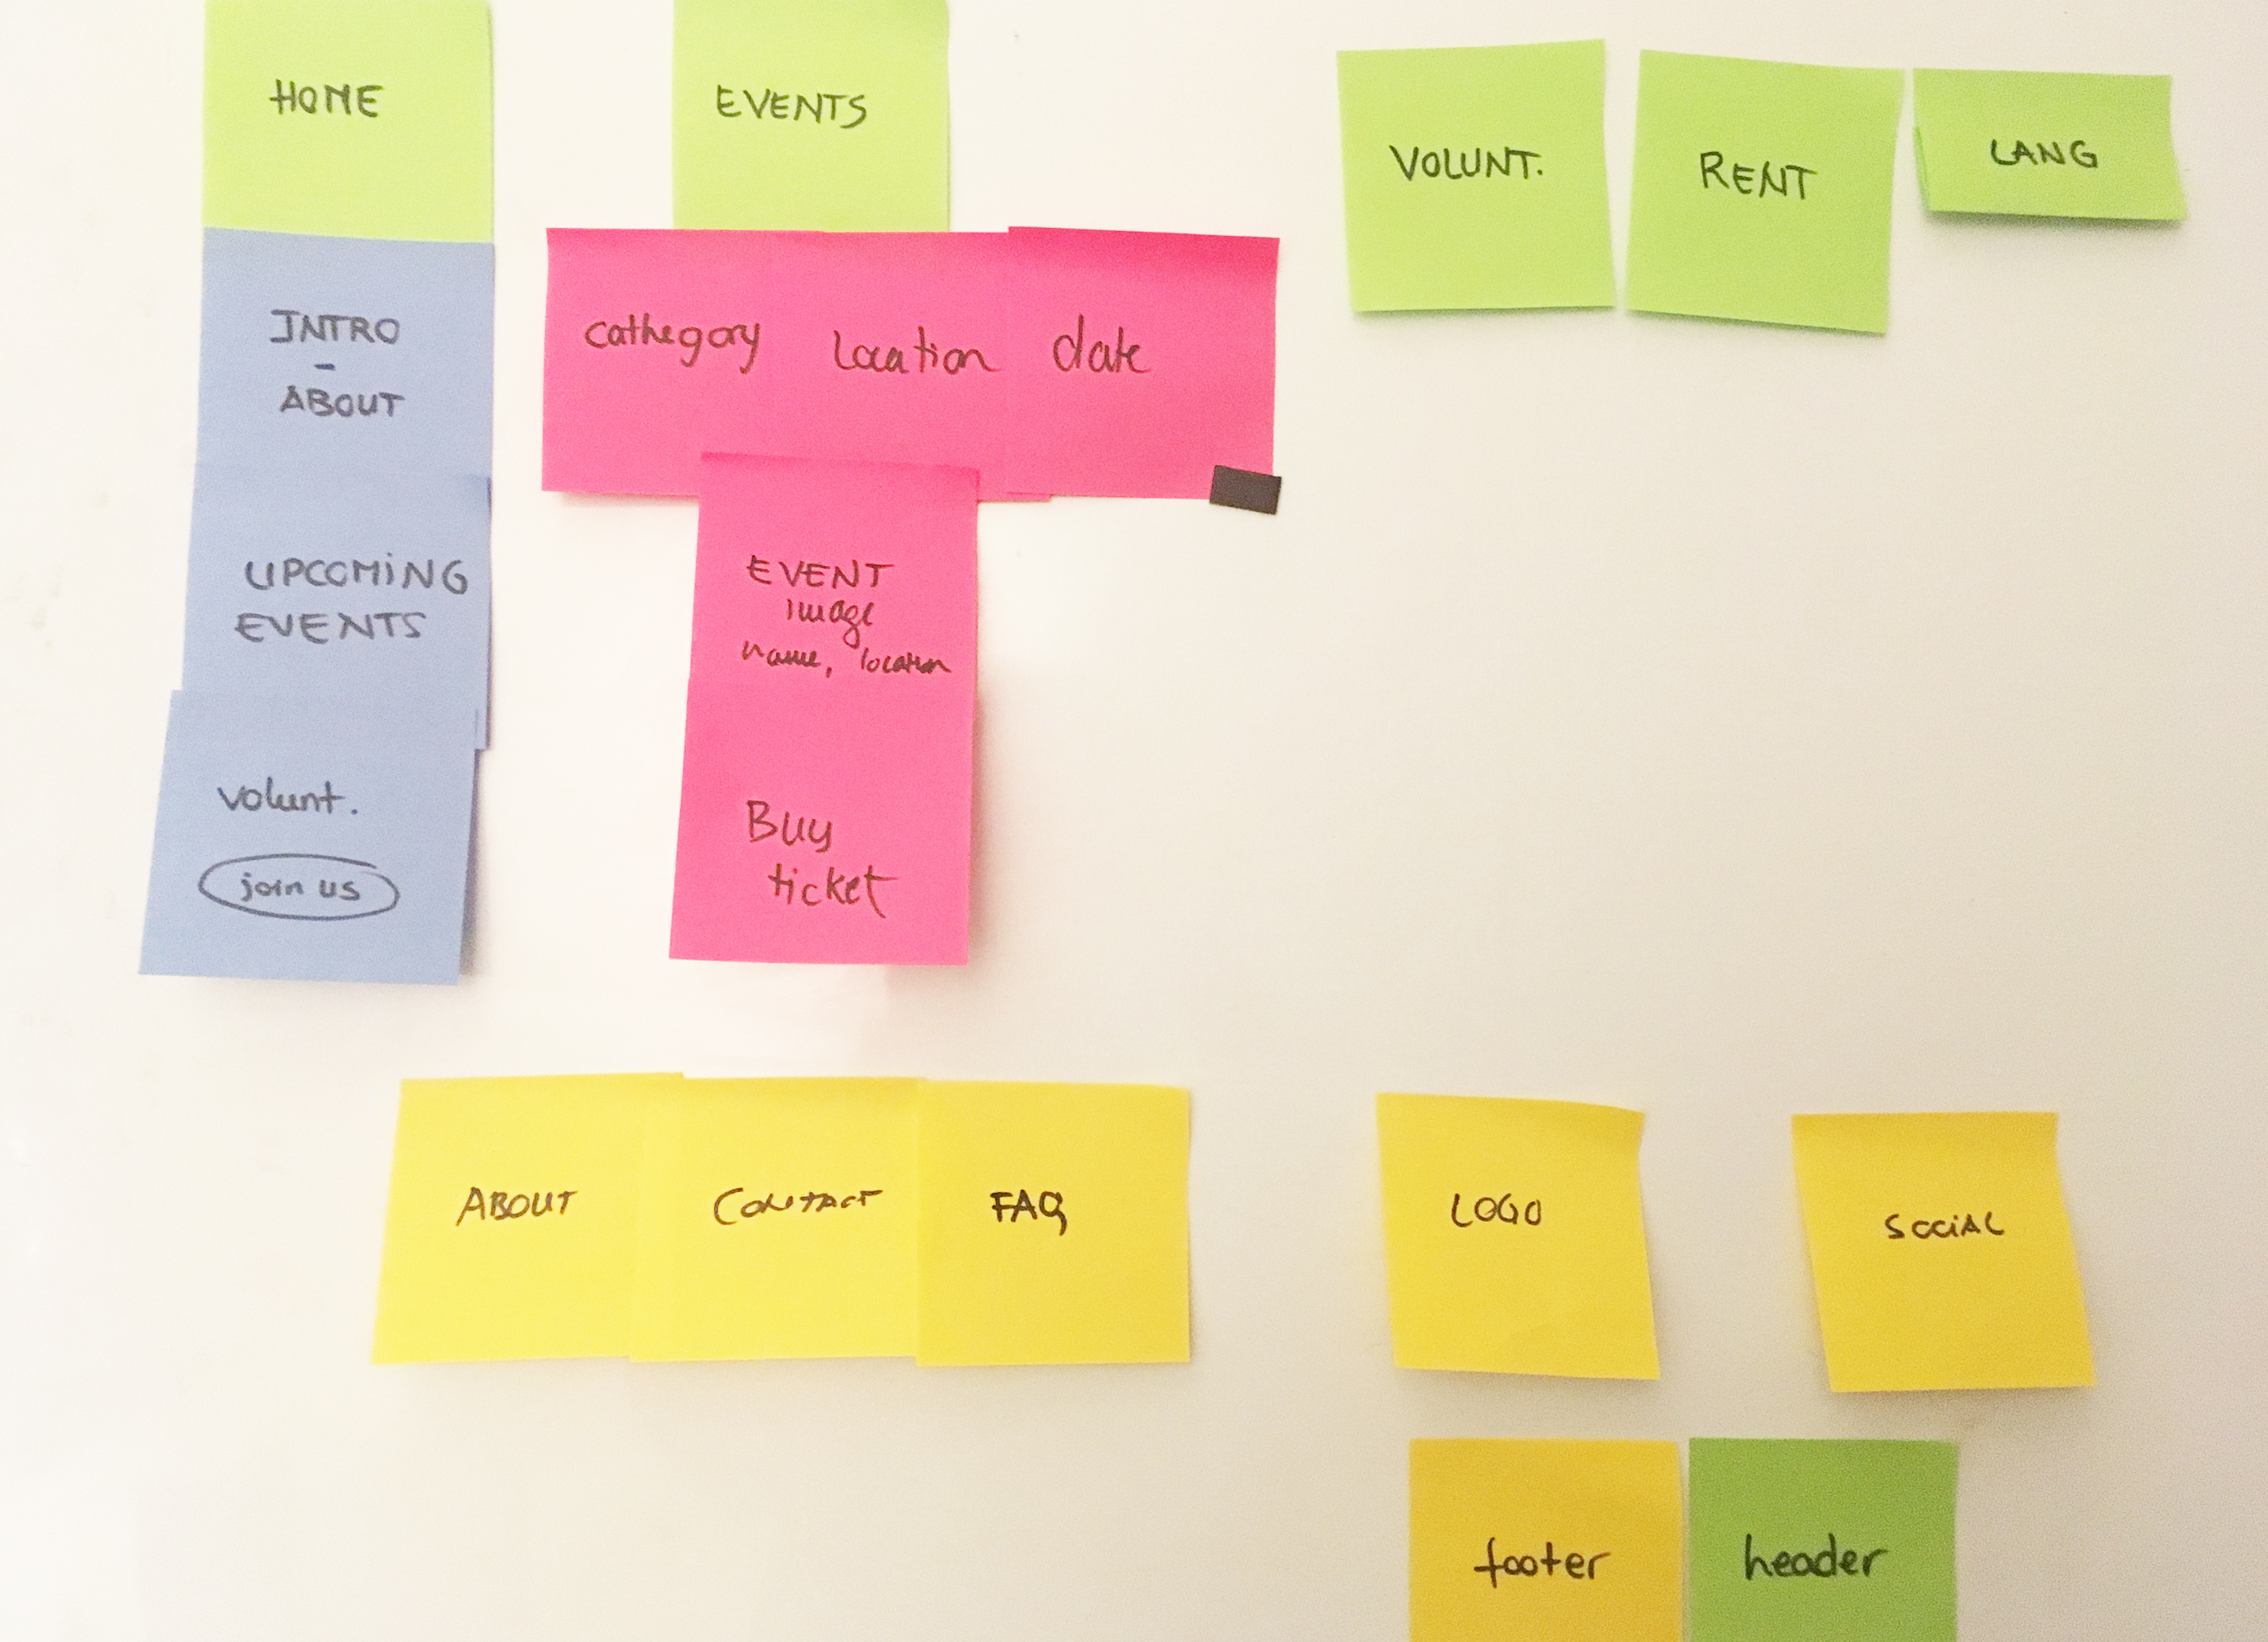 HOME
EVENTS
VOLUNT.
RENT
LANG
INTRO
-
ABOUT
cathegory
location
date
UPCOMING
EVENTS
EVENT
image
name, location
volunt.
join us
Buy
ticket
ABOUT
CONTACT
FAQ
LOGO
SOCIAL
footer
header